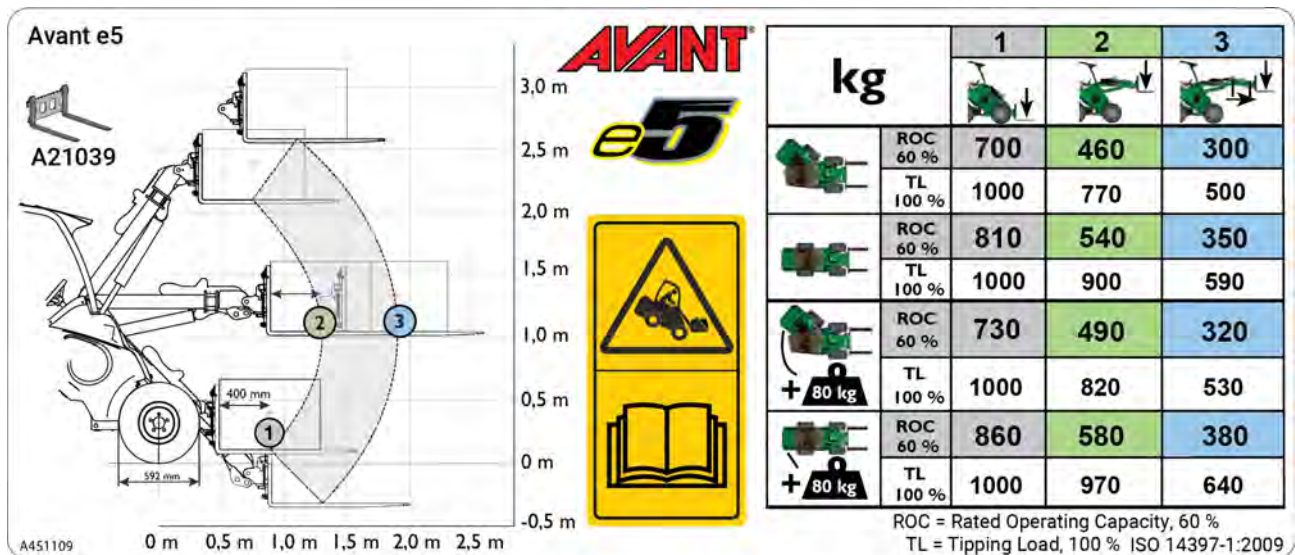 Avant e5
A21039
3,0 m
2,5 m
2,0 m
1,5 m
1,0 m
0,5 m
0 m
-0,5 m
2
3
400 mm
1
592 mm
0 m 0,5 m 1,0 m 1,5 m 2,0 m 2,5 m
A451109
AVANT®
e5
kg 1 2 3
ROC 60 % 700 460 300
TL 100 % 1000 770 500
ROC 60 % 810 540 350
TL 100 % 1000 900 590
ROC 60 % 730 490 320
+ 80 kg TL 100 % 1000 820 530
ROC 60 % 860 580 380
+ 80 kg TL 100 % 1000 970 640
ROC = Rated Operating Capacity, 60 %
TL = Tipping Load, 100 % ISO 14397-1:2009